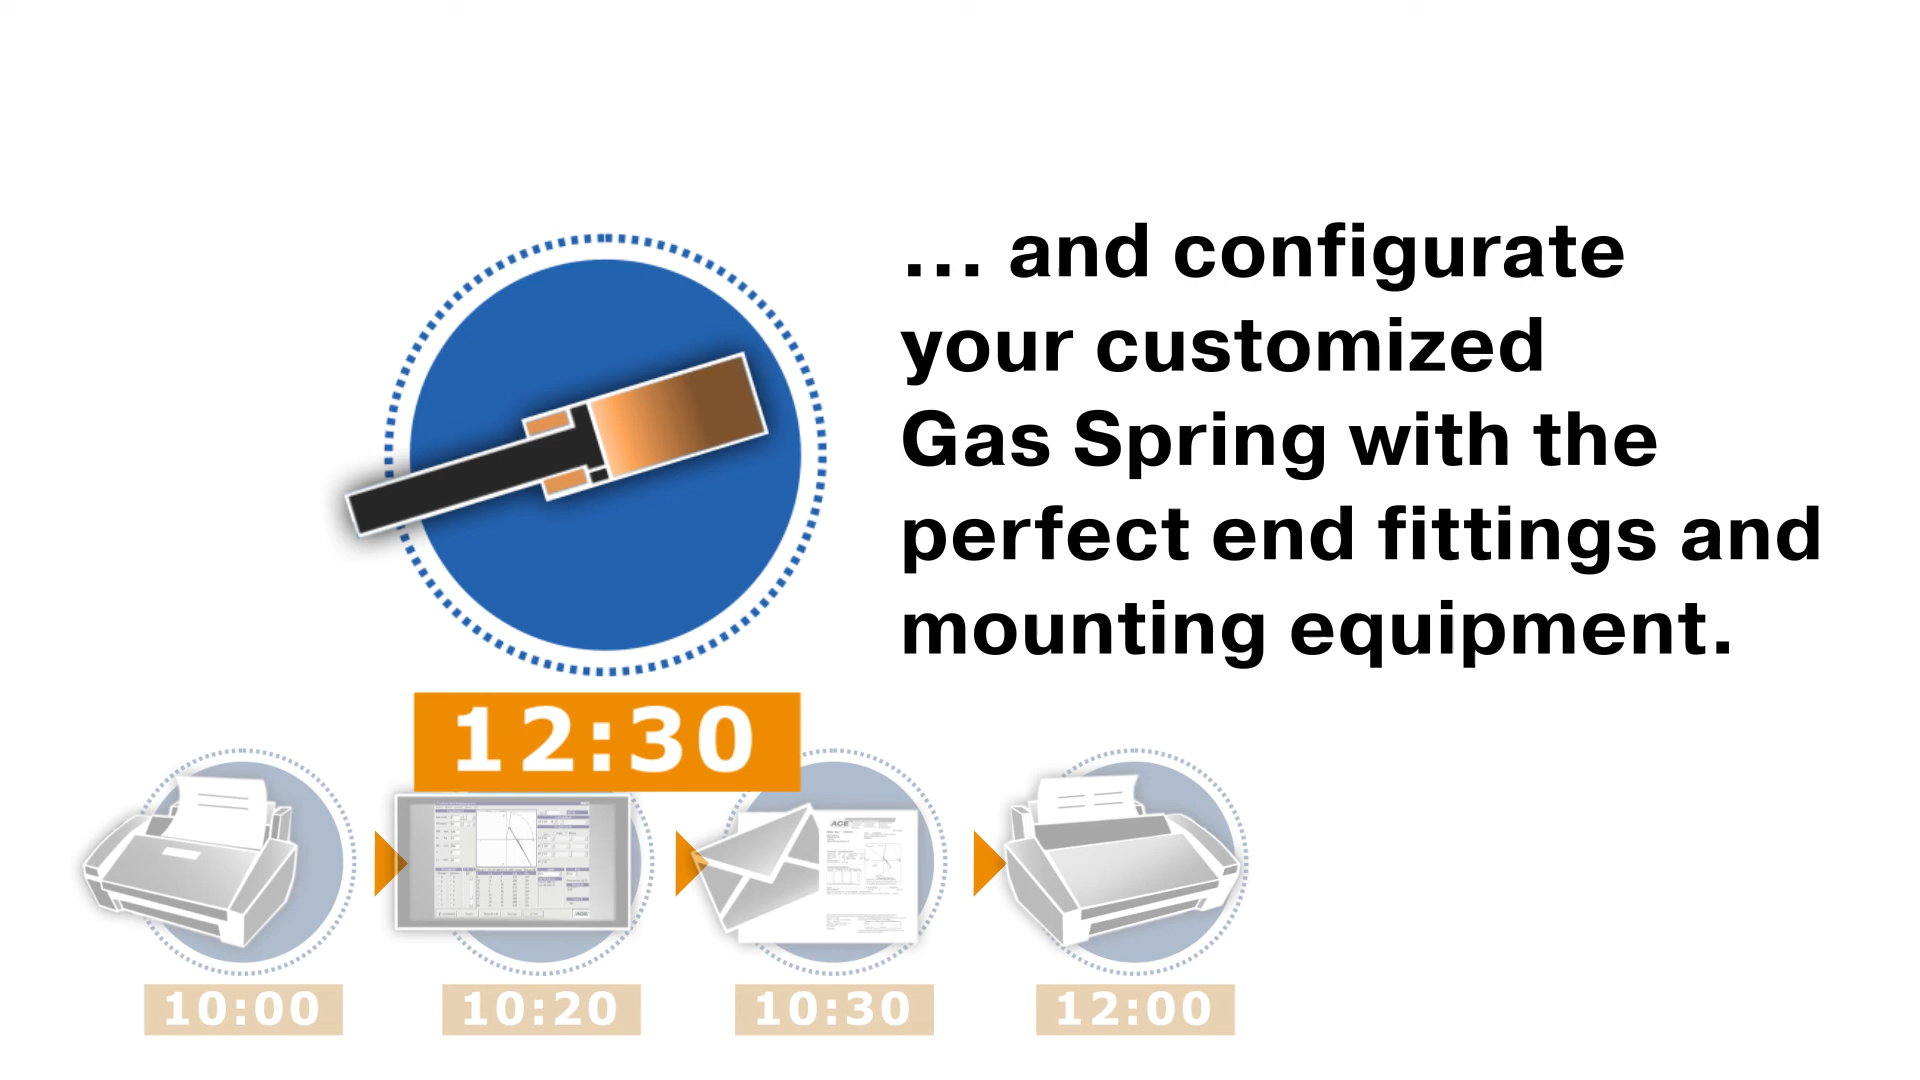 ... and configurate
your customized
Gas Spring with the
perfect end fittings and
mounting equipment.
12:30
ACE
10:00
10:20
10:30
12:00